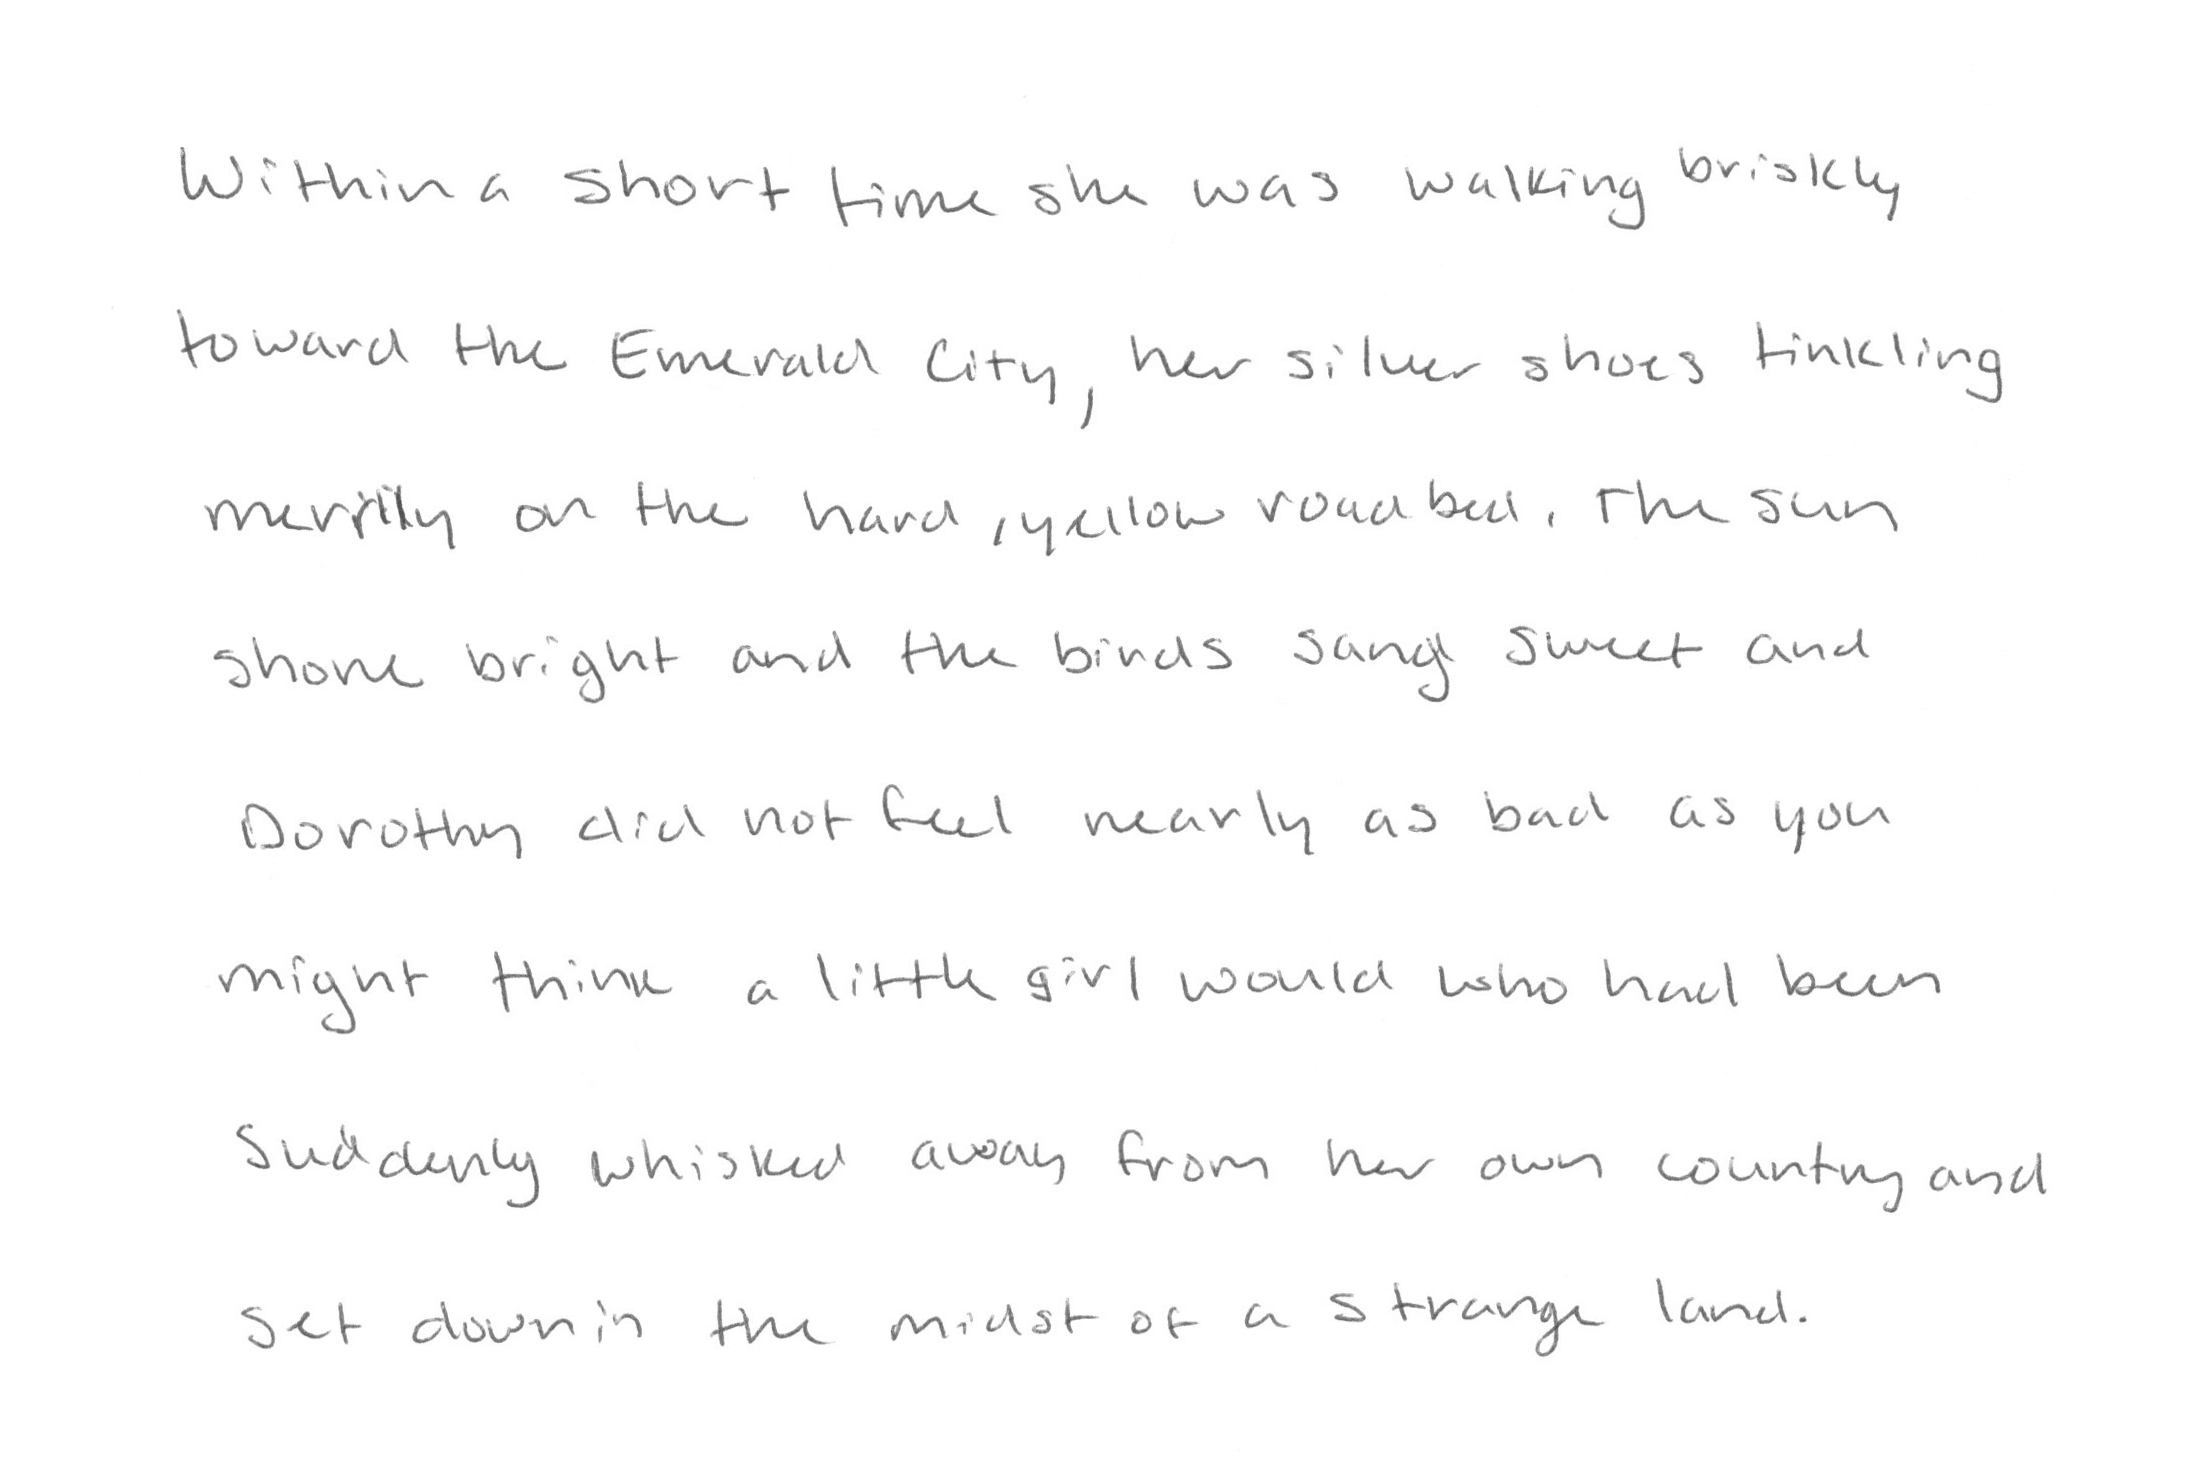 Within a short time she was walking briskly
toward the Emerald City, her silver shoes tinkling
merrily on the hard, yellow road bed. The sun
shone bright and the birds sang sweet and
Dorothy did not feel nearly as bad as you
might think a little girl would who had been
suddenly whisked away from her own country and
set down in the midst of a strange land.